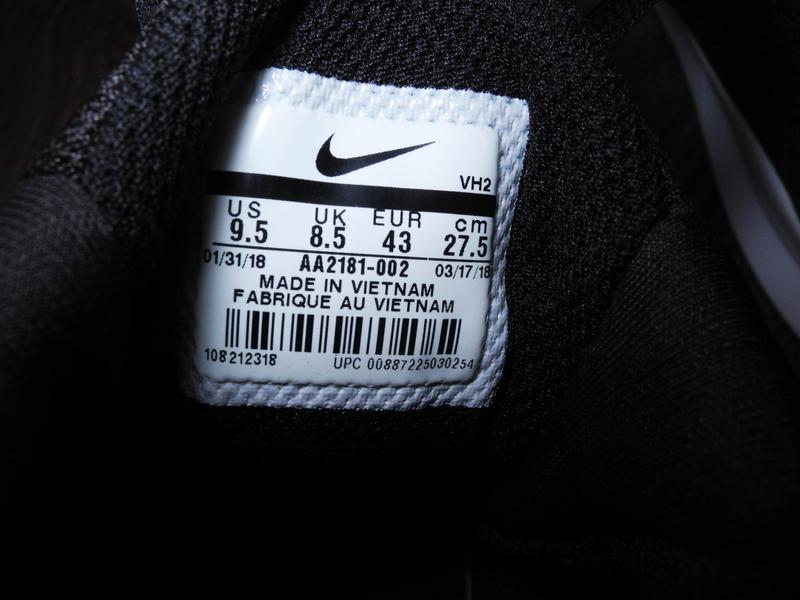 VH2
US UK EUR cm
9.5 8.5 43 27.5
01/31/18 AA2181-002 03/17/18
MADE IN VIETNAM
FABRIQUE AU VIETNAM
108212318 UPC 00887225030254